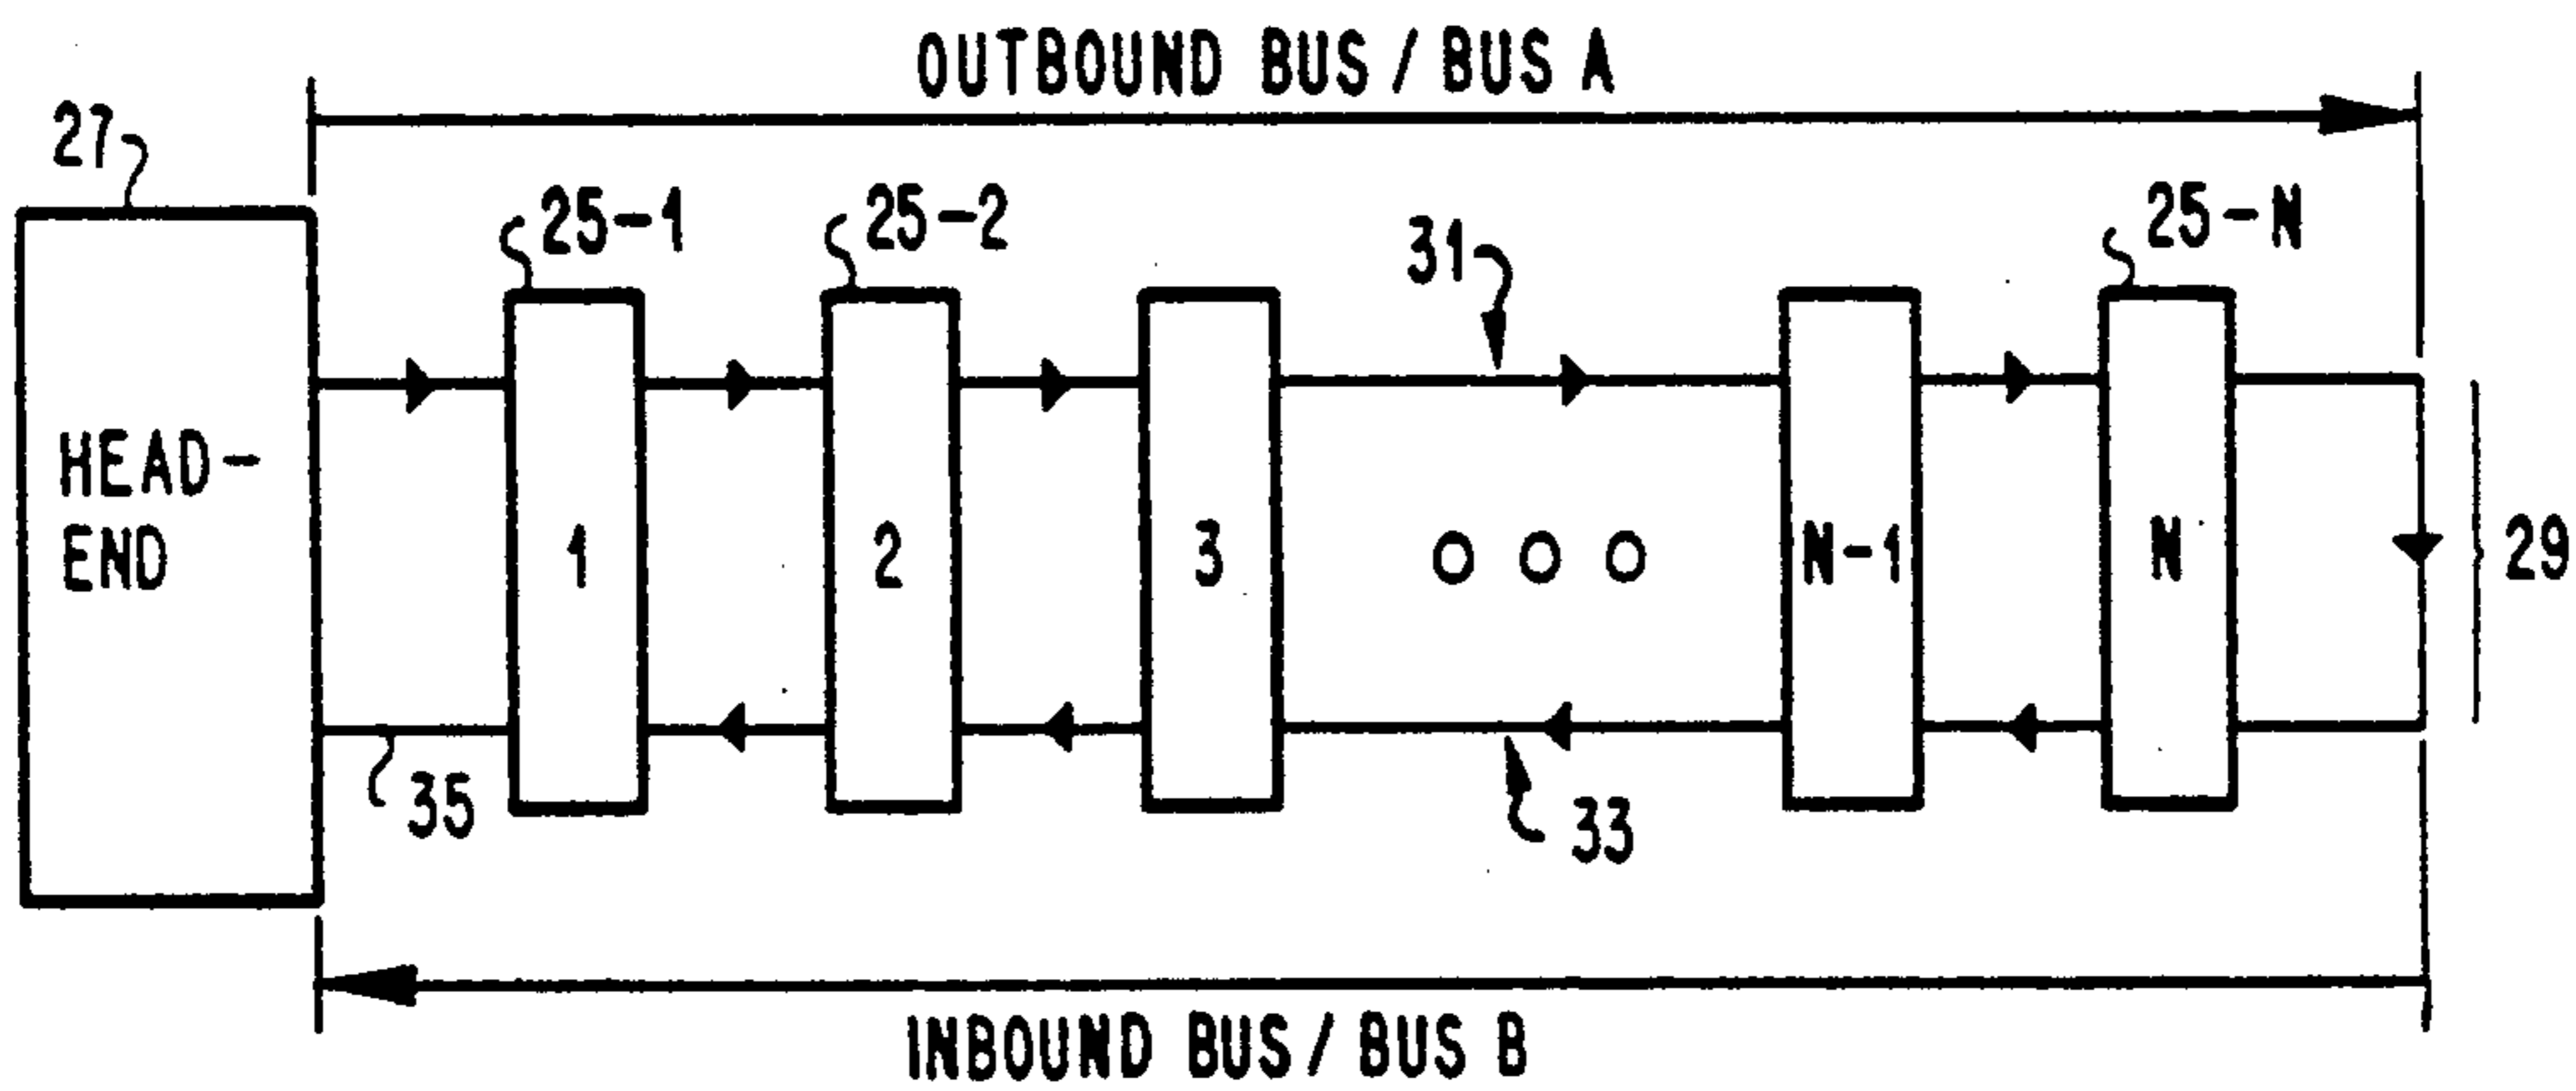 OUTBOUND BUS / BUS A
27
25-1
25-2
31
25-N
HEAD-
END
1
2
3
O O O
N-1
N
29
35
33
INBOUND BUS / BUS B